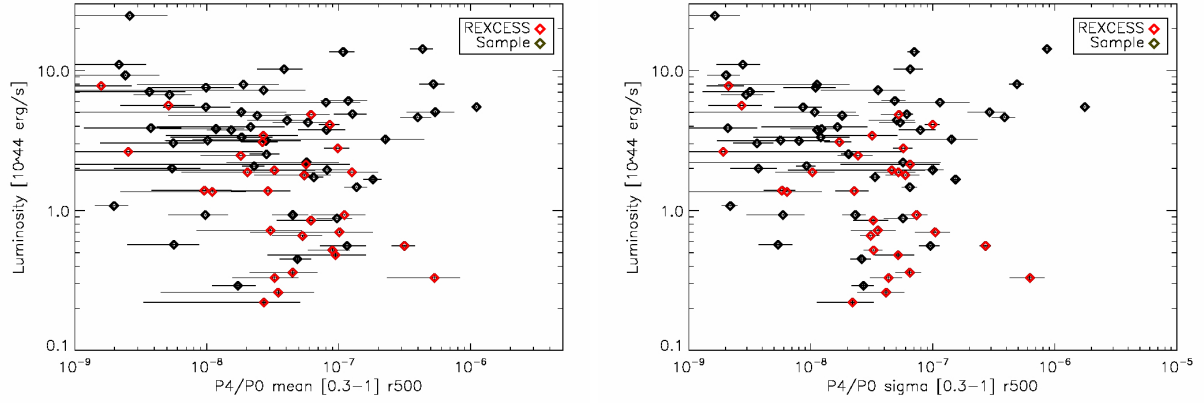 REXCESS
Sample
10.0
1.0
0.1
Luminosity [10^44 erg/s]
10^-9 10^-8 10^-7 10^-6
P4/P0 mean [0.3-1] r500
REXCESS
Sample
10.0
1.0
0.1
Luminosity [10^44 erg/s]
10^-9 10^-8 10^-7 10^-6 10^-5
P4/P0 sigma [0.3-1] r500